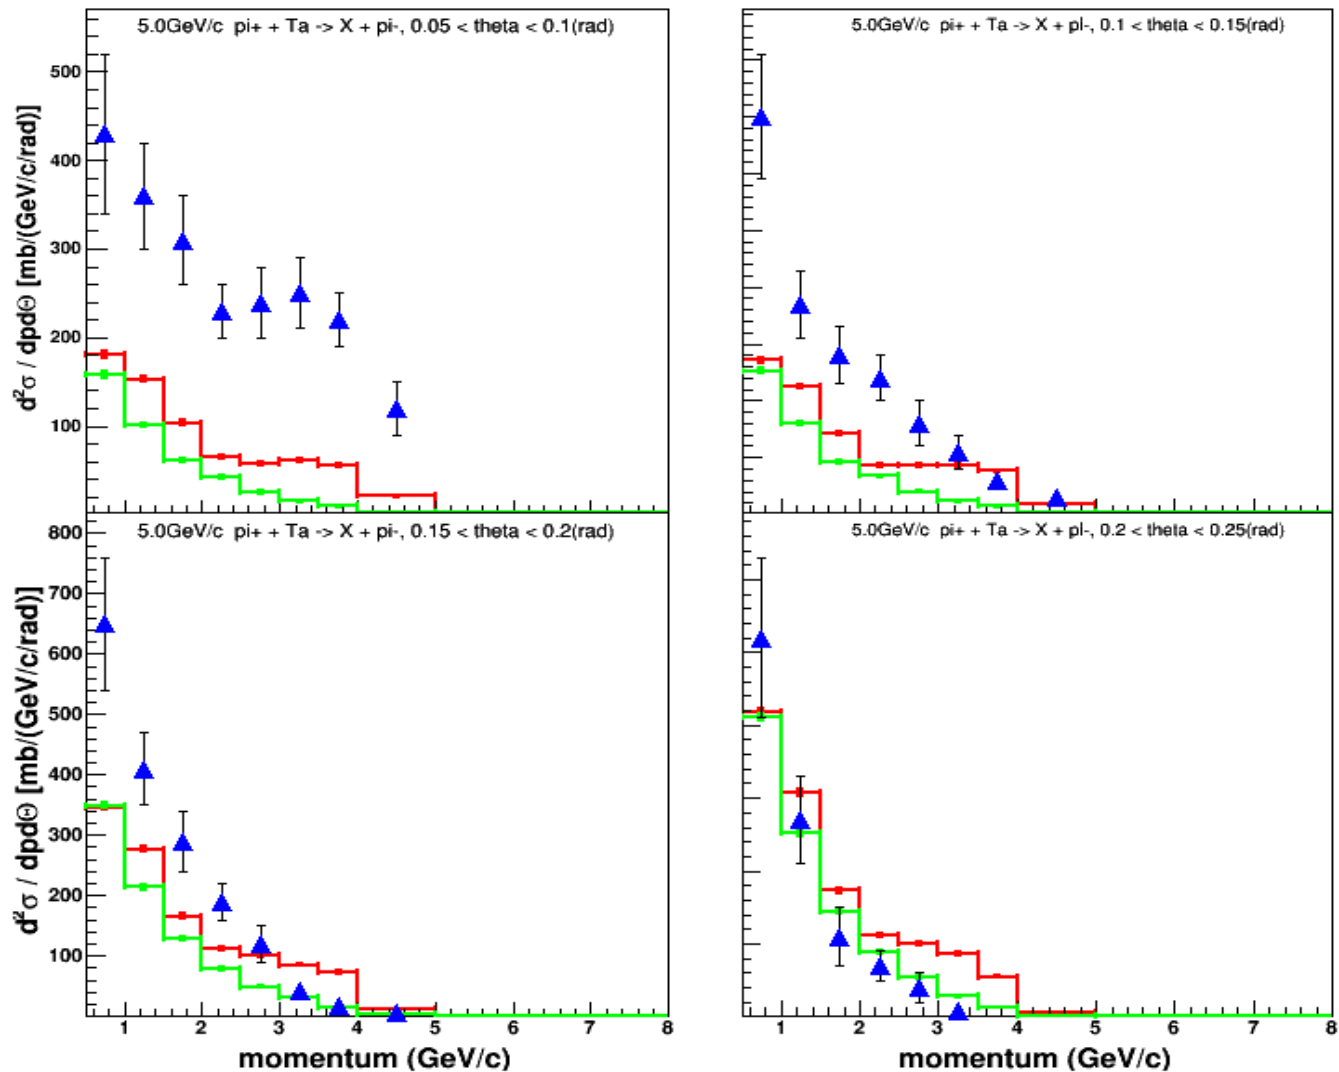 5.0GeV/c pi+ + Ta -> X + pi-, 0.05 < theta < 0.1(rad)
5.0GeV/c pi+ + Ta -> X + pi-, 0.1 < theta < 0.15(rad)
500
400
300
200
100
d²σ / dpdΘ [mb/(GeV/c/rad)]
5.0GeV/c pi+ + Ta -> X + pi-, 0.15 < theta < 0.2(rad)
5.0GeV/c pi+ + Ta -> X + pi-, 0.2 < theta < 0.25(rad)
800
700
600
500
400
300
200
100
d²σ / dpdΘ [mb/(GeV/c/rad)]
1 2 3 4 5 6 7 8
1 2 3 4 5 6 7 8
momentum (GeV/c)
momentum (GeV/c)